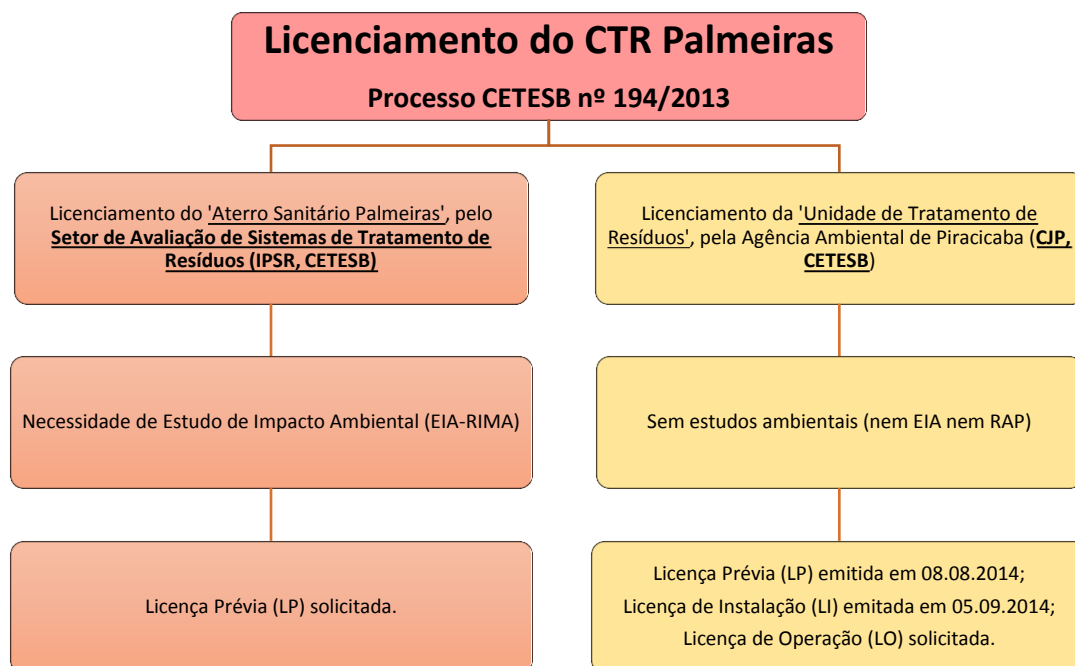 Licenciamento do CTR Palmeiras
Processo CETESB nº 194/2013
Licenciamento do 'Aterro Sanitário Palmeiras', pelo
Setor de Avaliação de Sistemas de Tratamento de
Resíduos (IPSR, CETESB)
Licenciamento da 'Unidade de Tratamento de
Resíduos', pela Agência Ambiental de Piracicaba (CJP,
CETESB)
Necessidade de Estudo de Impacto Ambiental (EIA-RIMA)
Sem estudos ambientais (nem EIA nem RAP)
Licença Prévia (LP) solicitada.
Licença Prévia (LP) emitida em 08.08.2014;
Licença de Instalação (LI) emitada em 05.09.2014;
Licença de Operação (LO) solicitada.